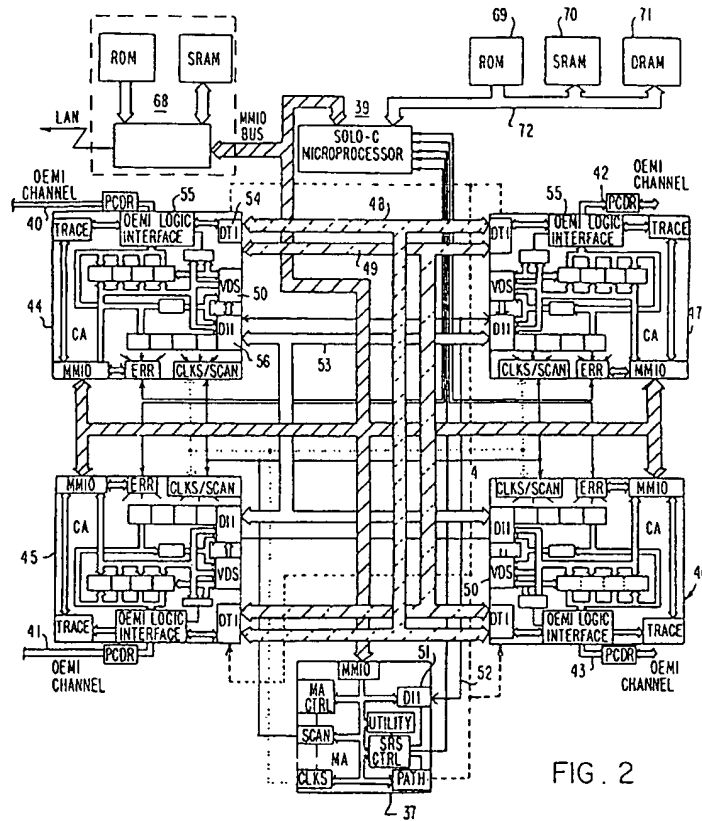 69
70
71
ROM
SRAM
68
ROM
SRAM
DRAM
LAN
MMIO
BUS
39
72
SOLO-C
MICROPROCESSOR
OEMI
CHANNEL
PCDR
40
55
54
48
55
42
PCDR
OEMI
CHANNEL
TRACE
OEMI LOGIC
INTERFACE
DTI
49
DTI
OEMI LOGIC
INTERFACE
TRACE
44
VDS
50
VDS
47
CA
DII
56
53
DII
CA
MMIO
ERR
CLKS/SCAN
CLKS/SCAN
ERR
MMIO
4
MMIO
ERR
CLKS/SCAN
CLKS/SCAN
ERR
MMIO
45
CA
DII
DII
CA
VDS
50
VDS
TRACE
OEMI LOGIC
INTERFACE
DTI
DTI
OEMI LOGIC
INTERFACE
TRACE
41
OEMI
CHANNEL
PCDR
51
52
43
PCDR
OEMI
CHANNEL
MMIO
MA
CTRL
DII
UTILITY
SCAN
MA
SRS
CTRL
CLKS
PATH
37
FIG. 2